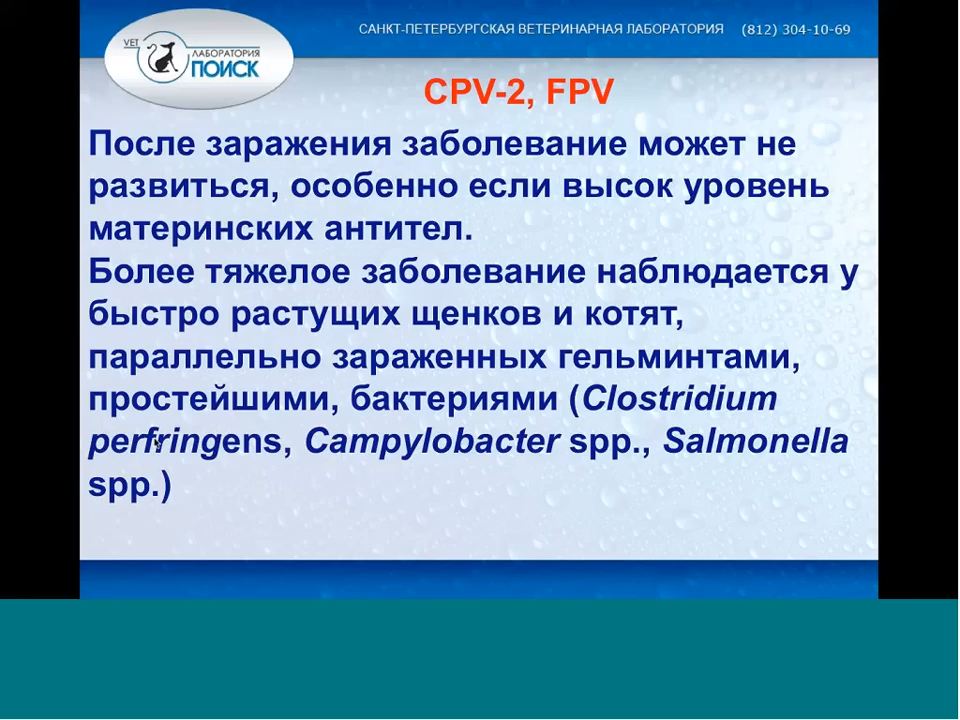 САНКТ-ПЕТЕРБУРГСКАЯ ВЕТЕРИНАРНАЯ ЛАБОРАТОРИЯ (812) 304-10-69
VET
ЛАБОРАТОРИЯ
ПОИСК
CPV-2, FPV
После заражения заболевание может не
развиться, особенно если высок уровень
материнских антител.
Более тяжелое заболевание наблюдается у
быстро растущих щенков и котят,
параллельно зараженных гельминтами,
простейшими, бактериями (Clostridium
perfringens, Campylobacter spp., Salmonella
spp.)